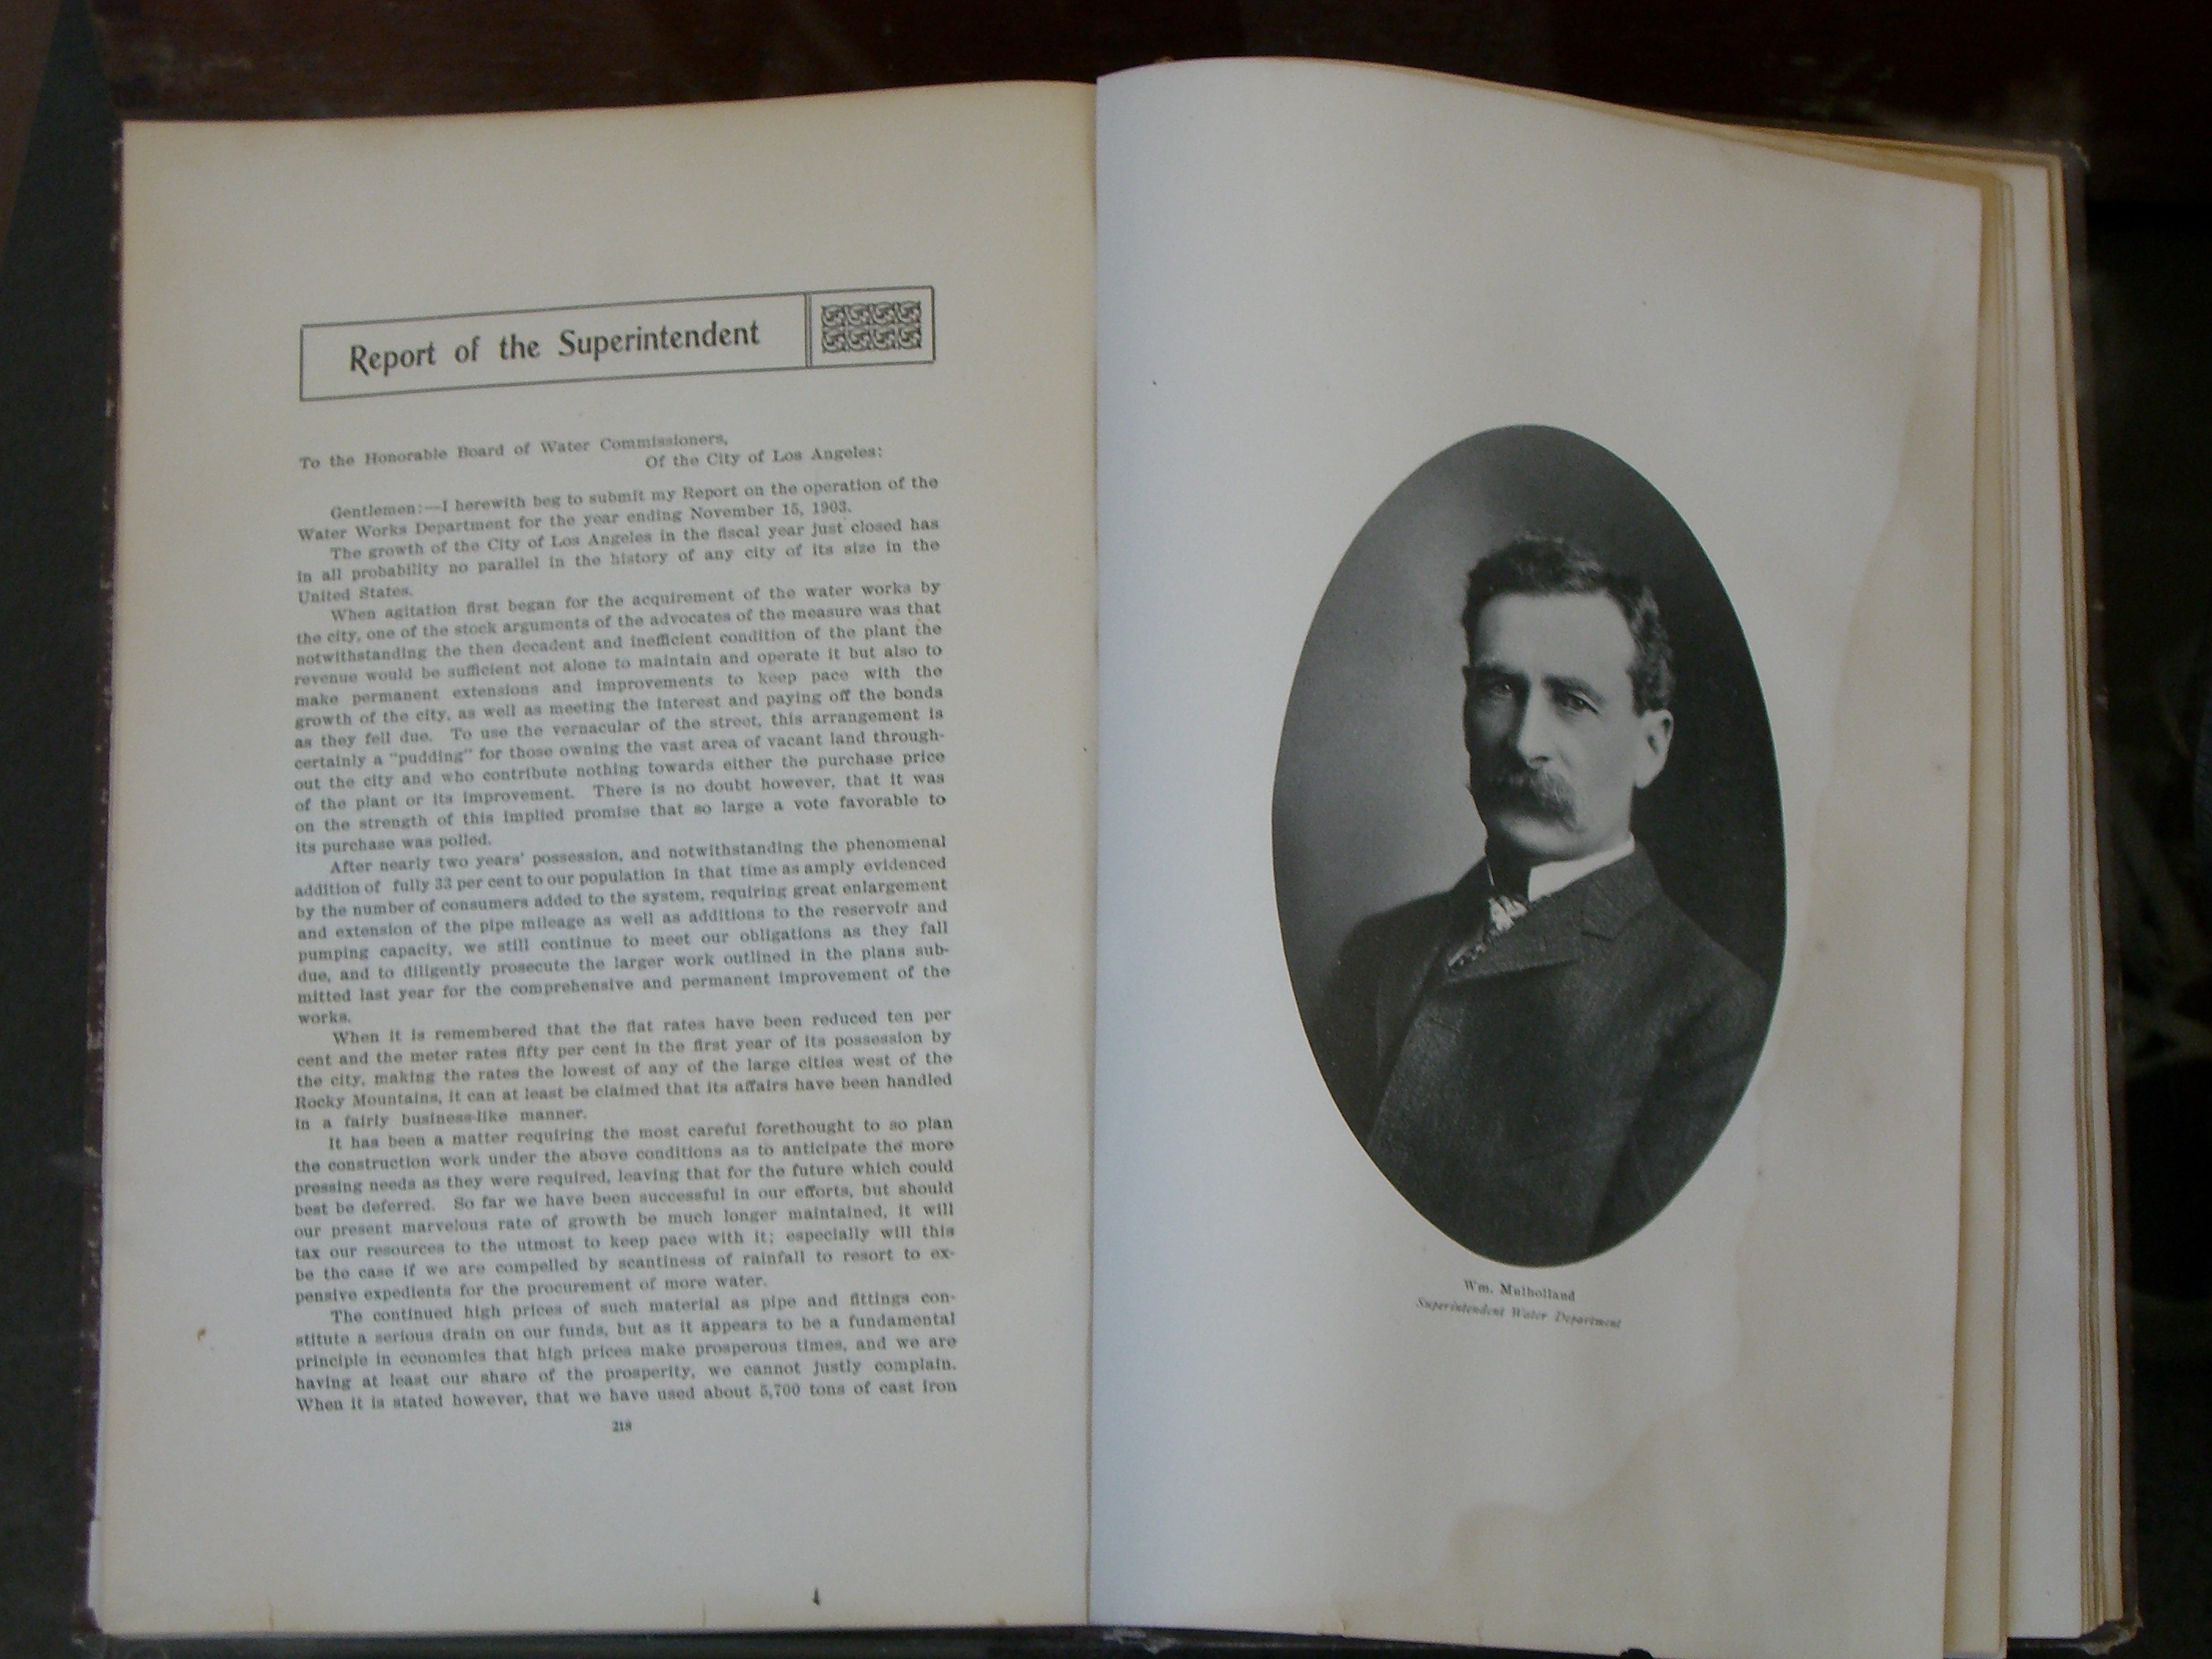 Report of the Superintendent
To the Honorable Board of Water Commissioners,
Of the City of Los Angeles:
Gentlemen:—I herewith beg to submit my Report on the operation of the
Water Works Department for the year ending November 15, 1903.
The growth of the City of Los Angeles in the fiscal year just closed has
in all probability no parallel in the history of any city of its size in the
United States.
When agitation first began for the acquirement of the water works by
the city, one of the stock arguments of the advocates of the measure was that
notwithstanding the then decadent and inefficient condition of the plant the
revenue would be sufficient not alone to maintain and operate it but also to
make permanent extensions and improvements to keep pace with the
growth of the city, as well as meeting the interest and paying off the bonds
as they fell due. To use the vernacular of the street, this arrangement is
certainly a "pudding" for those owning the vast area of vacant land through-
out the city and who contribute nothing towards either the purchase price
of the plant or its improvement. There is no doubt however, that it was
on the strength of this implied promise that so large a vote favorable to
its purchase was polled.
After nearly two years' possession, and notwithstanding the phenomenal
addition of fully 33 per cent to our population in that time as amply evidenced
by the number of consumers added to the system, requiring great enlargement
and extension of the pipe mileage as well as additions to the reservoir and
pumping capacity, we still continue to meet our obligations as they fall
due, and to diligently prosecute the larger work outlined in the plans sub-
mitted last year for the comprehensive and permanent improvement of the
works.
When it is remembered that the flat rates have been reduced ten per
cent and the meter rates fifty per cent in the first year of its possession by
the city, making the rates the lowest of any of the large cities west of the
Rocky Mountains, it can at least be claimed that its affairs have been handled
in a fairly business-like manner.
It has been a matter requiring the most careful forethought to so plan
the construction work under the above conditions as to anticipate the more
pressing needs as they were required, leaving that for the future which could
best be deferred. So far we have been successful in our efforts, but should
our present marvelous rate of growth be much longer maintained, it will
tax our resources to the utmost to keep pace with it; especially will this
be the case if we are compelled by scantiness of rainfall to resort to ex-
pensive expedients for the procurement of more water.
The continued high prices of such material as pipe and fittings con-
stitute a serious drain on our funds, but as it appears to be a fundamental
principle in economics that high prices make prosperous times, and we are
having at least our share of the prosperity, we cannot justly complain.
When it is stated however, that we have used about 5,700 tons of cast iron
218
Wm. Mulholland
Superintendent Water Department